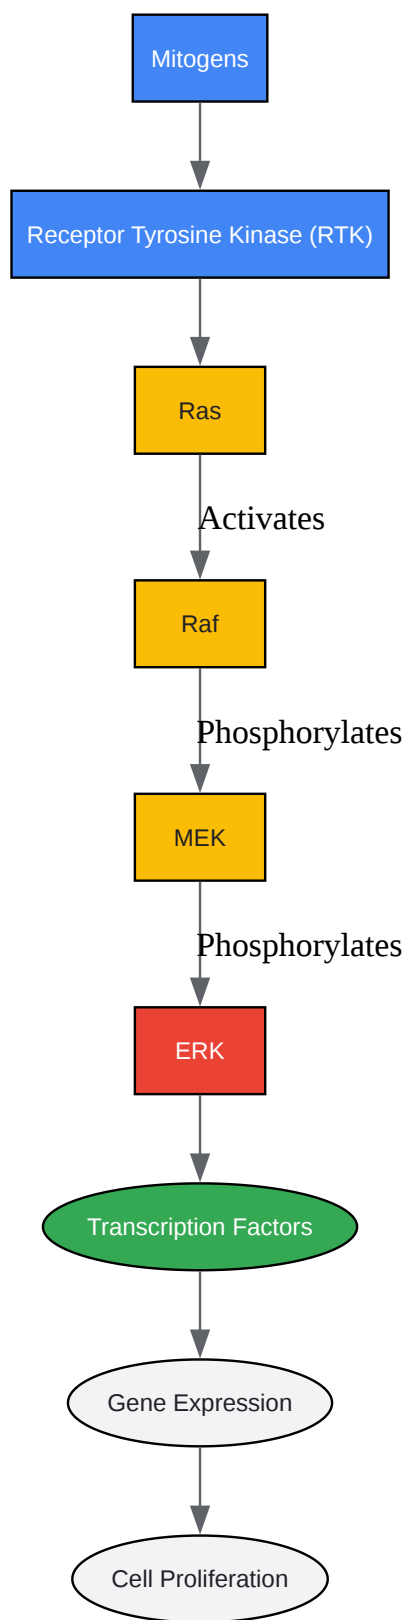 Mitogens
Receptor Tyrosine Kinase (RTK)
Ras
Activates
Raf
Phosphorylates
MEK
Phosphorylates
ERK
Transcription Factors
Gene Expression
Cell Proliferation